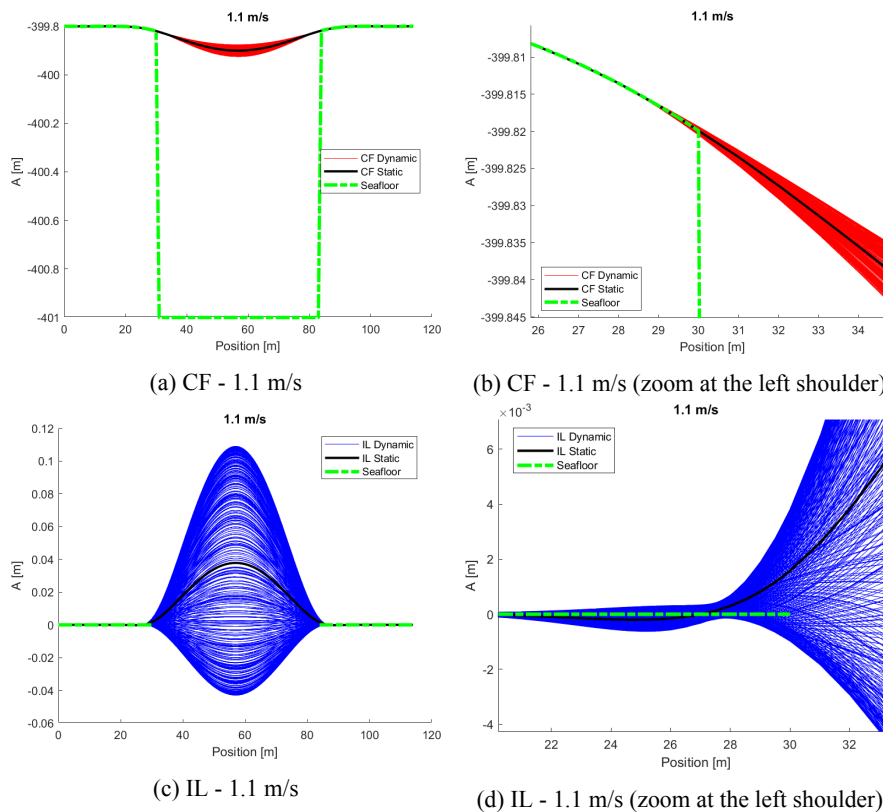 1.1 m/s
-399.8
-400
-400.2
-400.4
-400.6
-400.8
-401
A [m]
0 20 40 60 80 100 120
Position [m]
CF Dynamic
CF Static
Seafloor
(a) CF - 1.1 m/s
1.1 m/s
-399.81
-399.815
-399.82
-399.825
-399.83
-399.835
-399.84
-399.845
A [m]
26 27 28 29 30 31 32 33 34
Position [m]
CF Dynamic
CF Static
Seafloor
(b) CF - 1.1 m/s (zoom at the left shoulder)
1.1 m/s
0.12
0.1
0.08
0.06
0.04
0.02
0
-0.02
-0.04
-0.06
A [m]
0 20 40 60 80 100 120
Position [m]
IL Dynamic
IL Static
Seafloor
(c) IL - 1.1 m/s
1.1 m/s
×10⁻³
6
4
2
0
-2
-4
A [m]
22 24 26 28 30 32
Position [m]
IL Dynamic
IL Static
Seafloor
(d) IL - 1.1 m/s (zoom at the left shoulder)